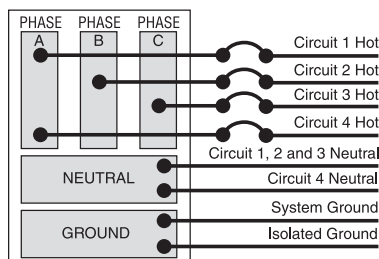 PHASE PHASE PHASE
A B C
Circuit 1 Hot
Circuit 2 Hot
Circuit 3 Hot
Circuit 4 Hot
Circuit 1, 2 and 3 Neutral
NEUTRAL
Circuit 4 Neutral
System Ground
GROUND
Isolated Ground